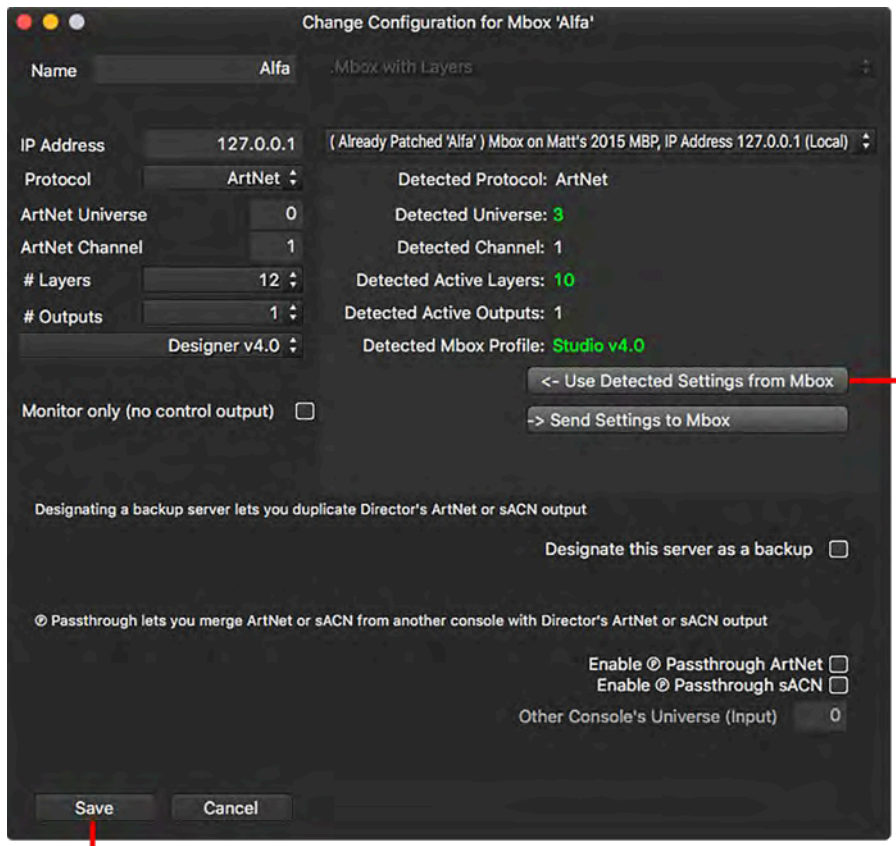 Change Configuration for Mbox 'Alfa'
Name Alfa .Mbox with Layers
IP Address 127.0.0.1 ( Already Patched 'Alfa' ) Mbox on Matt's 2015 MBP, IP Address 127.0.0.1 (Local)
Protocol ArtNet Detected Protocol: ArtNet
ArtNet Universe 0 Detected Universe: 3
ArtNet Channel 1 Detected Channel: 1
# Layers 12 Detected Active Layers: 10
# Outputs 1 Detected Active Outputs: 1
Designer v4.0 Detected Mbox Profile: Studio v4.0
<- Use Detected Settings from Mbox
Monitor only (no control output)
-> Send Settings to Mbox
Designating a backup server lets you duplicate Director's ArtNet or sACN output
Designate this server as a backup
℗ Passthrough lets you merge ArtNet or sACN from another console with Director's ArtNet or sACN output
Enable ℗ Passthrough ArtNet
Enable ℗ Passthrough sACN
Other Console's Universe (Input) 0
Save Cancel